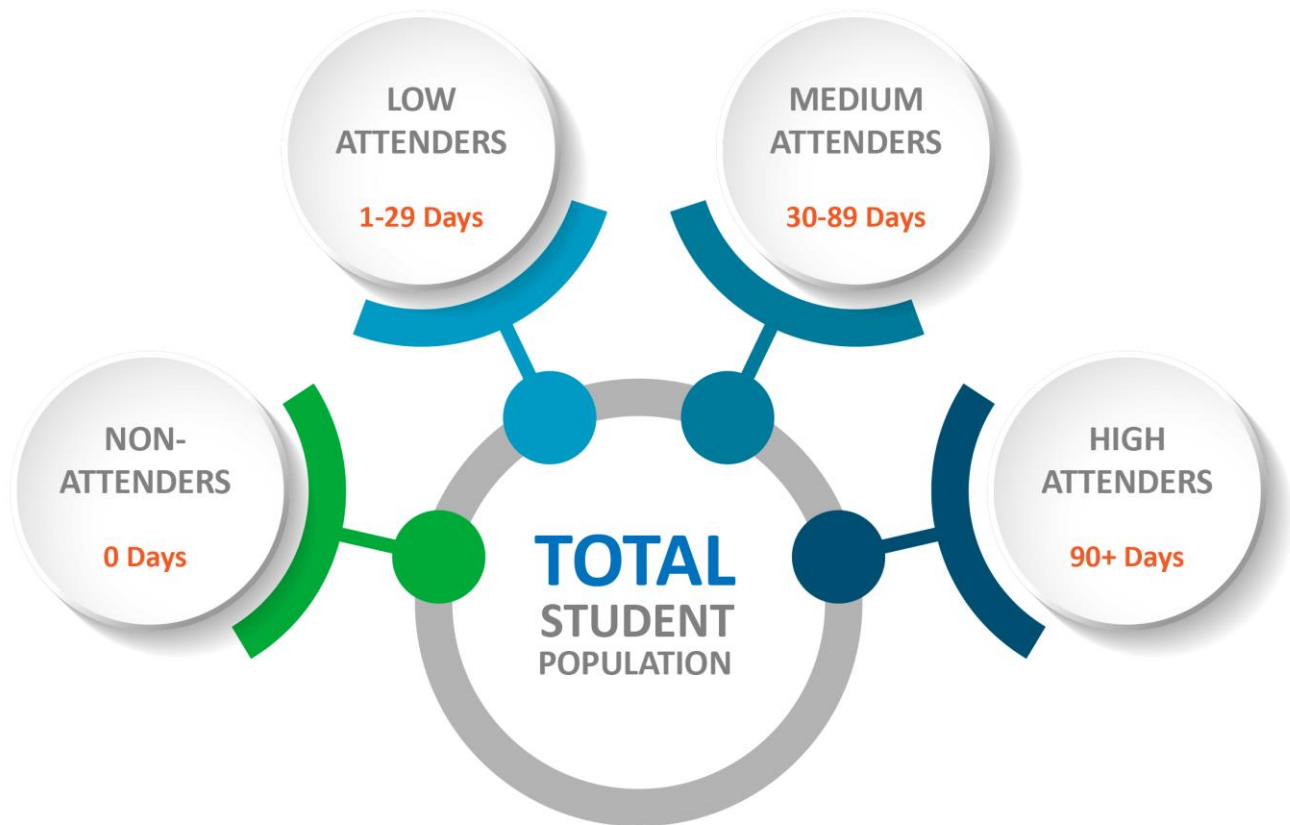 LOW
ATTENDERS
1-29 Days
MEDIUM
ATTENDERS
30-89 Days
NON-
ATTENDERS
0 Days
HIGH
ATTENDERS
90+ Days
TOTAL
STUDENT
POPULATION